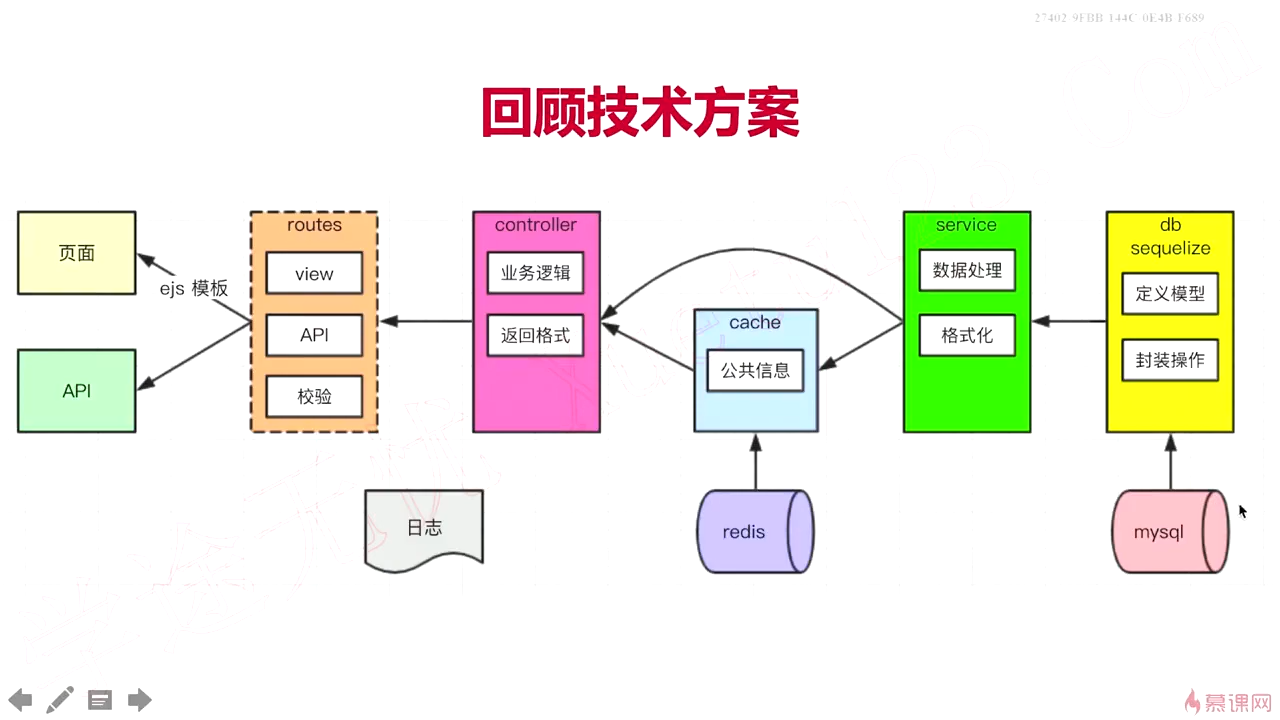 27402 9FBB 144C 0E4B F689
回顾技术方案
页面
API
ejs 模板
routes
view
API
校验
controller
业务逻辑
返回格式
cache
公共信息
service
数据处理
格式化
db
sequelize
定义模型
封装操作
日志
redis
mysql
慕课网